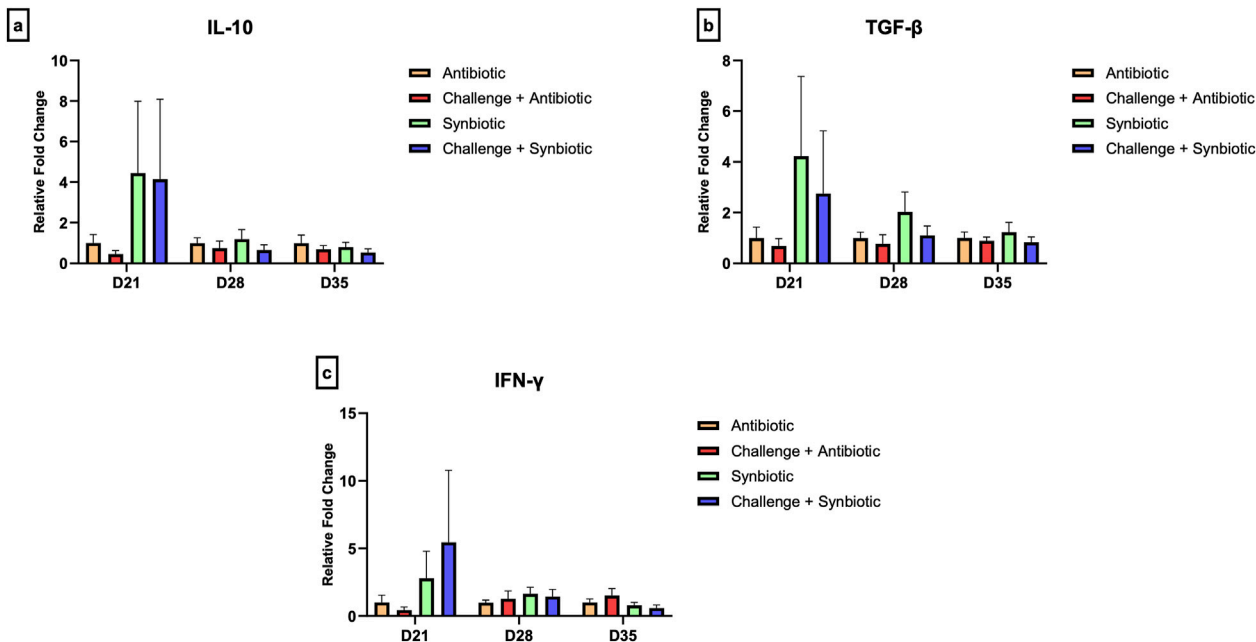 a
IL-10
Relative Fold Change
10
8
6
4
2
0
D21
D28
D35
Antibiotic
Challenge + Antibiotic
Synbiotic
Challenge + Synbiotic
b
TGF-β
Relative Fold Change
8
6
4
2
0
D21
D28
D35
Antibiotic
Challenge + Antibiotic
Synbiotic
Challenge + Synbiotic
c
IFN-γ
Relative Fold Change
15
10
5
0
D21
D28
D35
Antibiotic
Challenge + Antibiotic
Synbiotic
Challenge + Synbiotic